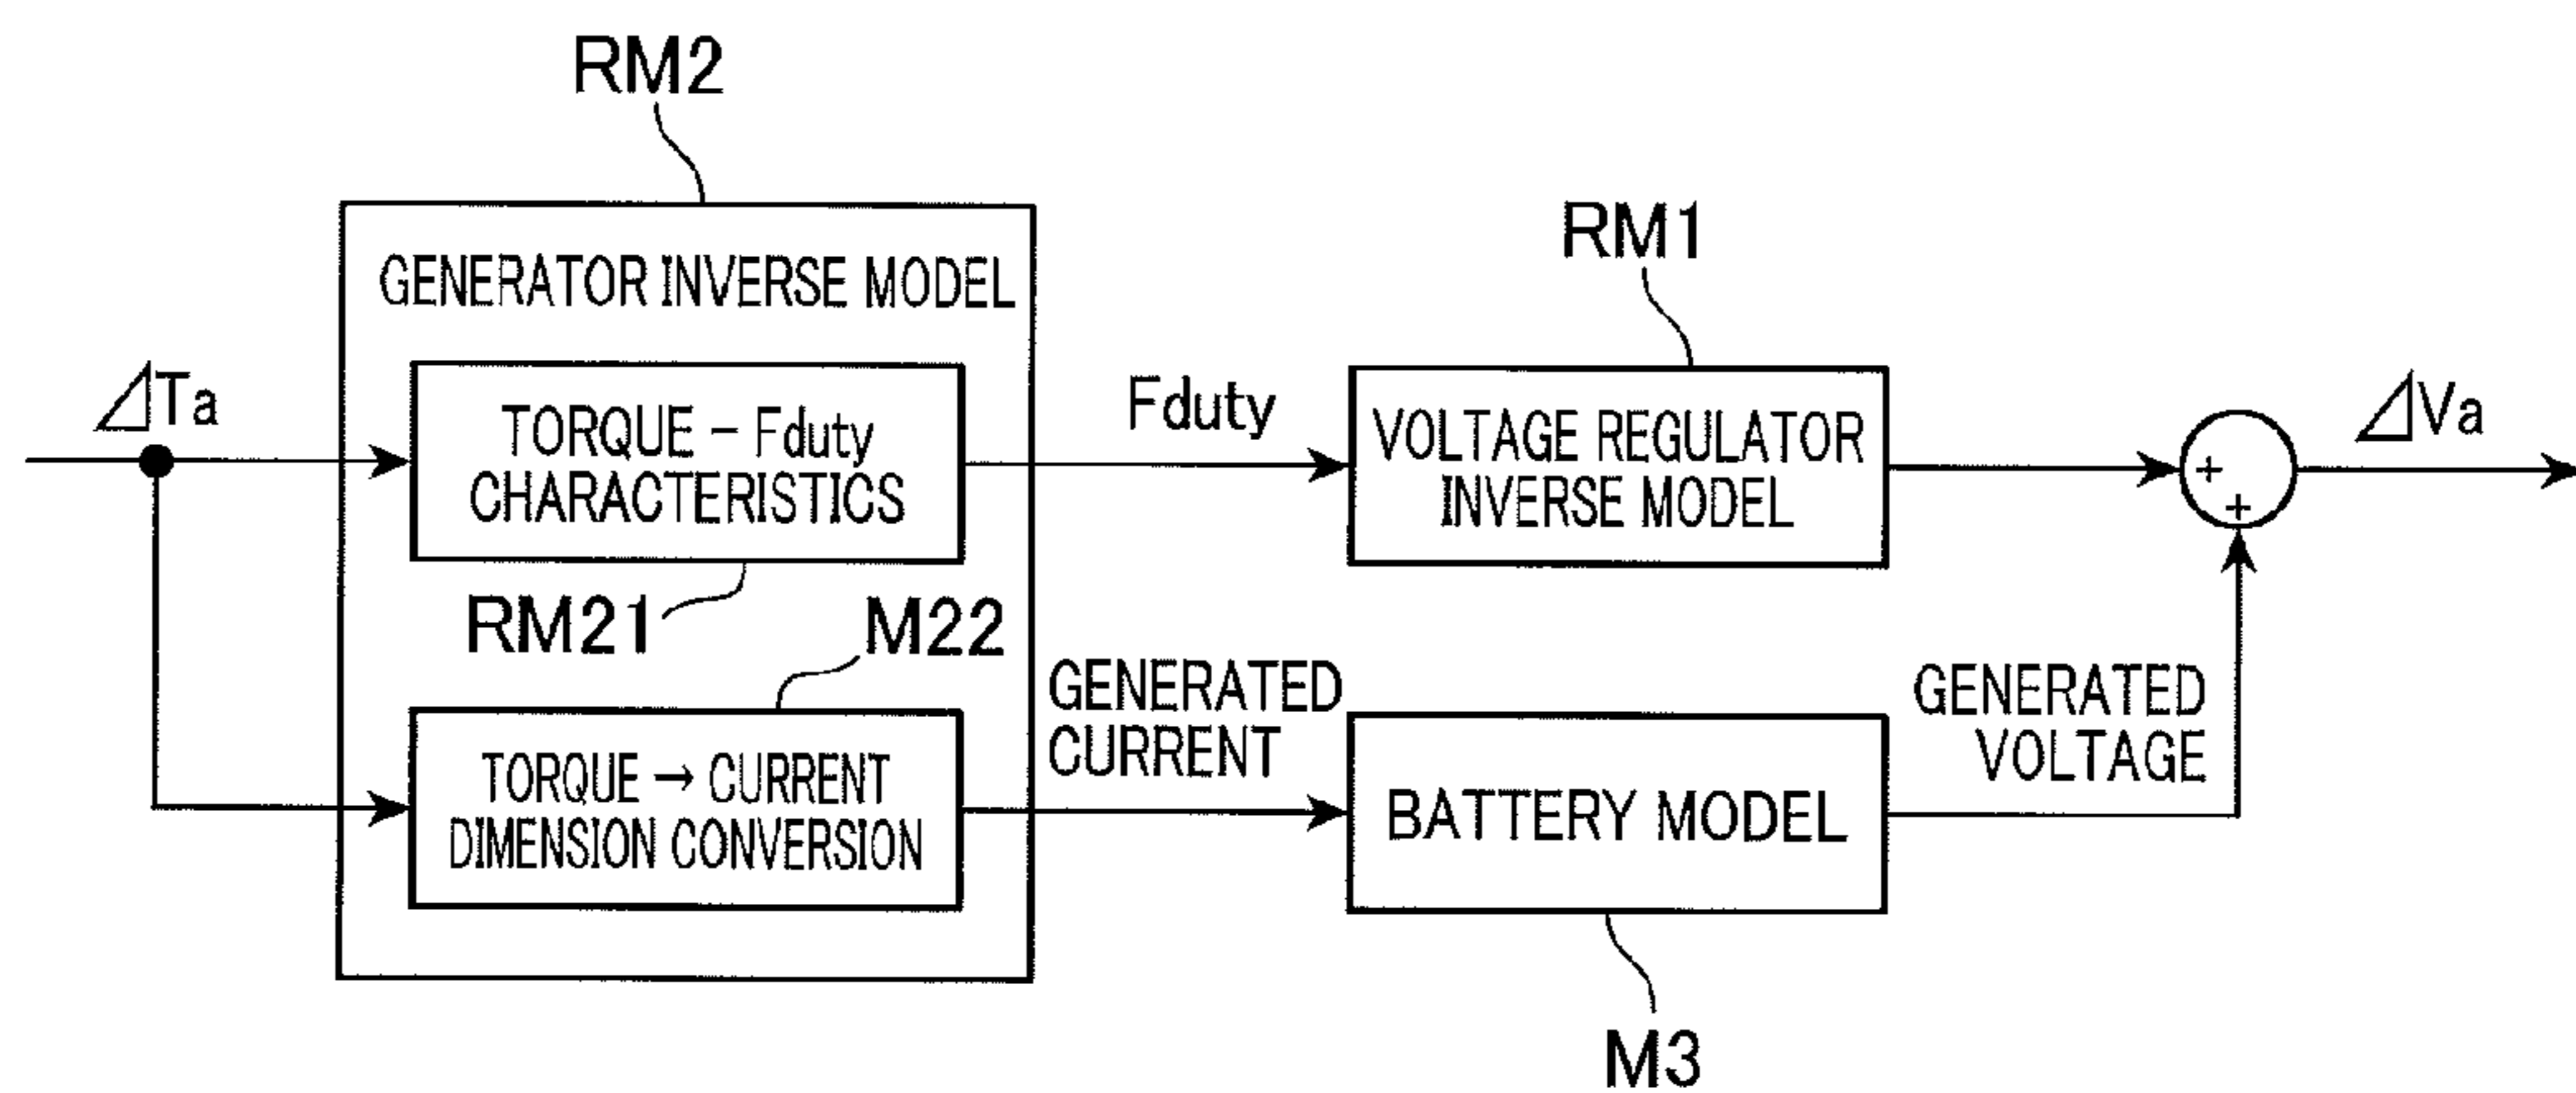 RM2
GENERATOR INVERSE MODEL
RM1
⊿Ta
TORQUE – Fduty
CHARACTERISTICS
Fduty
VOLTAGE REGULATOR
INVERSE MODEL
+
+
⊿Va
RM21
M22
TORQUE → CURRENT
DIMENSION CONVERSION
GENERATED
CURRENT
BATTERY MODEL
GENERATED
VOLTAGE
M3